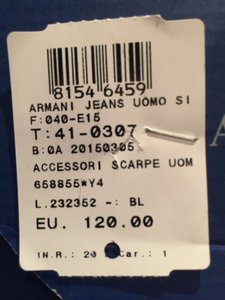 8154 6459
ARMANI JEANS UOMO SI
F:040-E15
T:41-0307
B:0A 20150305
ACCESSORI SCARPE UOM
658855*Y4
L.232352 -: BL
EU. 120.00
IN.R.: 20 Car.: 1
A